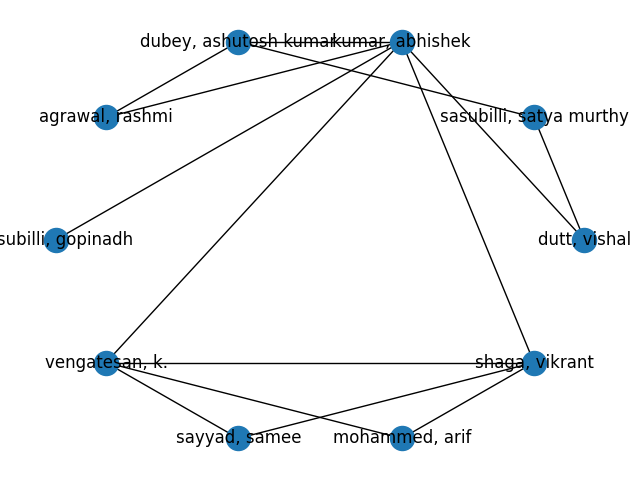 dubey, ashutosh kumar
kumar, abhishek
agrawal, rashmi
sasubilli, satya murthy
subilli, gopinadh
dutt, vishal
vengatesan, k.
shaga, vikrant
sayyad, samee
mohammed, arif